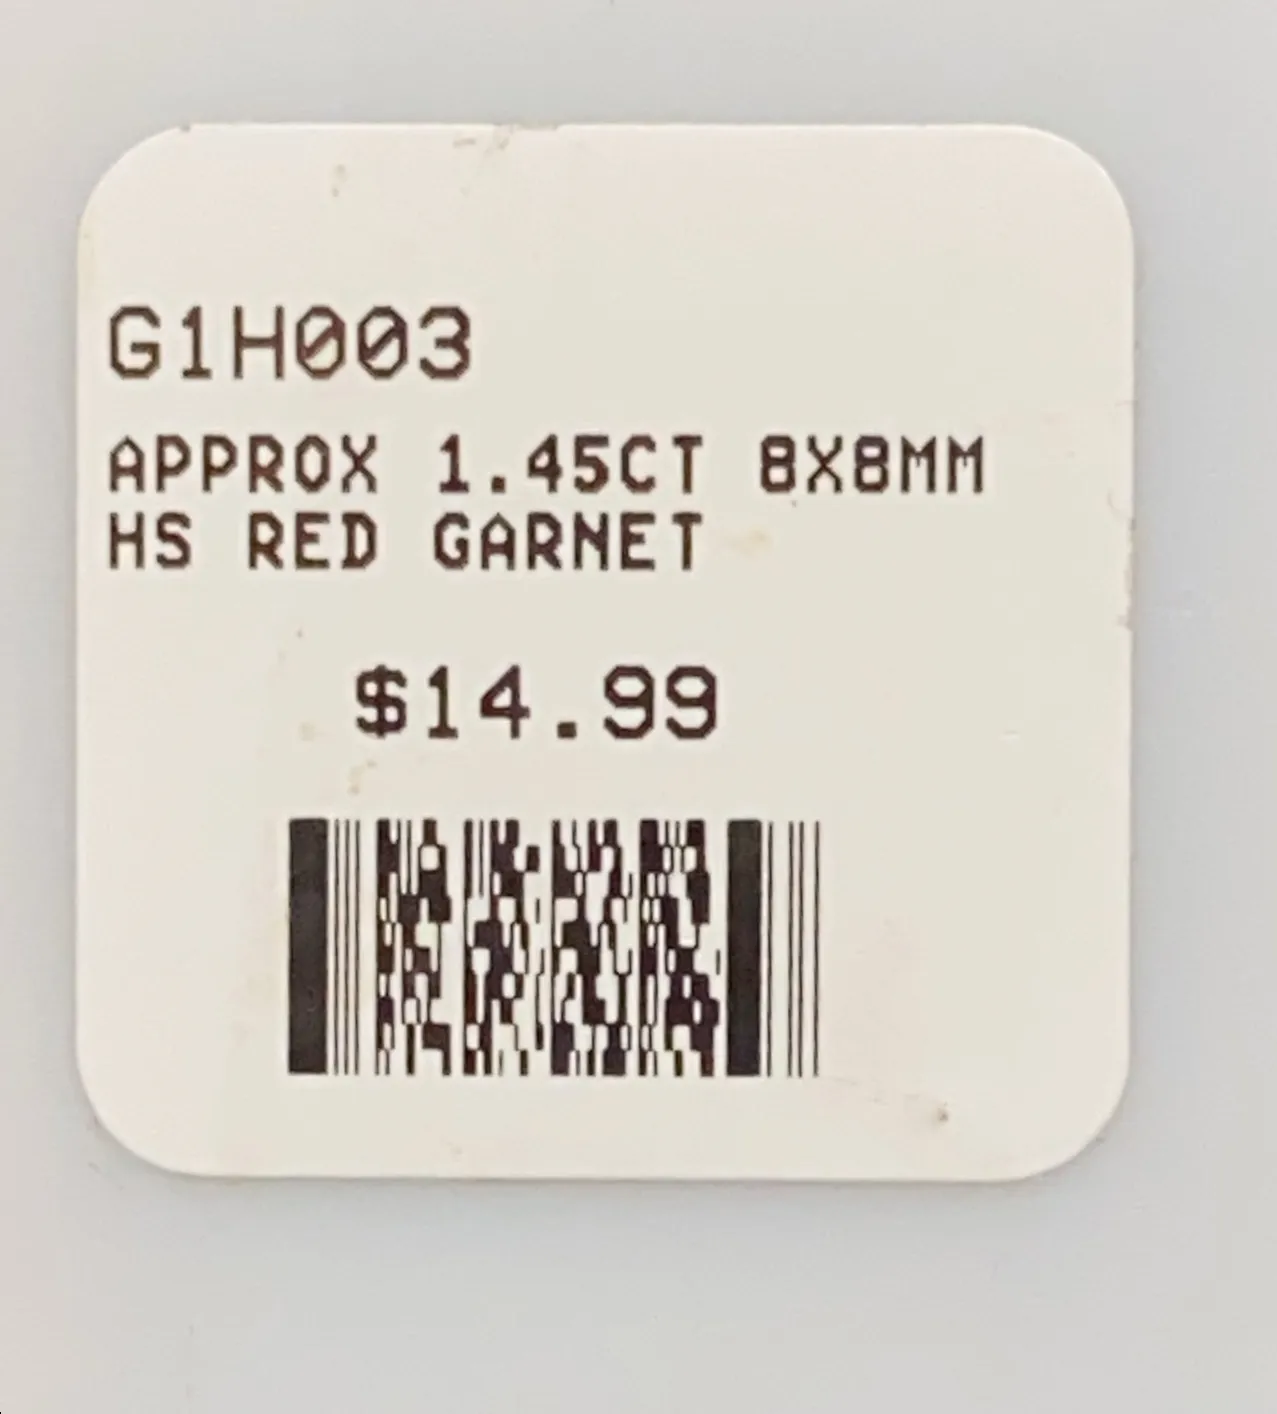 G1H003
APPROX 1.45CT 8X8MM
HS RED GARNET
$14.99